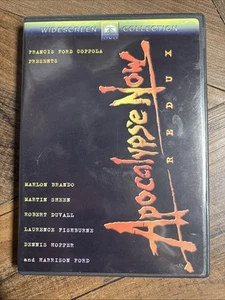 WIDESCREEN COLLECTION
FRANCIS FORD COPPOLA
PRESENTS
Apocalypse Now
REDUX
MARLON BRANDO
MARTIN SHEEN
ROBERT DUVALL
LAURENCE FISHBURNE
DENNIS HOPPER
and HARRISON FORD